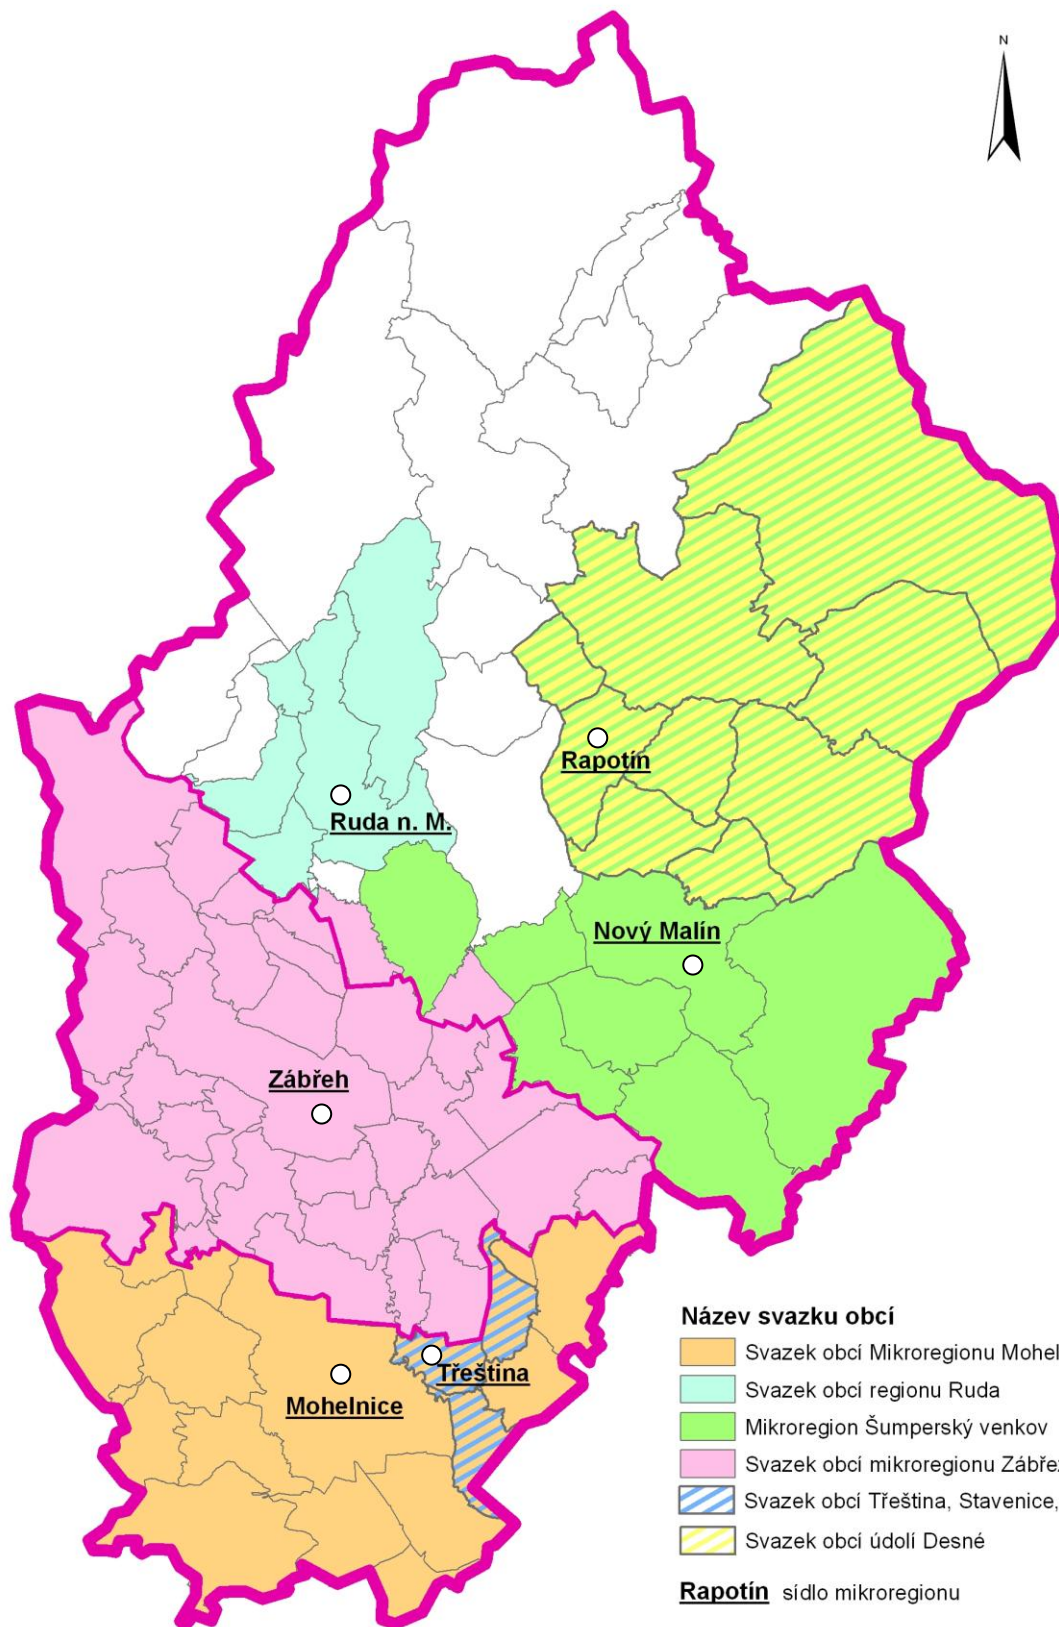 N
Rapotín
Ruda n. M.
Nový Malín
Zábřeh
Třeština
Mohelnice
Název svazku obcí
Svazek obcí Mikroregionu Mohel
Svazek obcí regionu Ruda
Mikroregion Šumperský venkov
Svazek obcí mikroregionu Zábře
Svazek obcí Třeština, Stavenice,
Svazek obcí údolí Desné
Rapotín sídlo mikroregionu